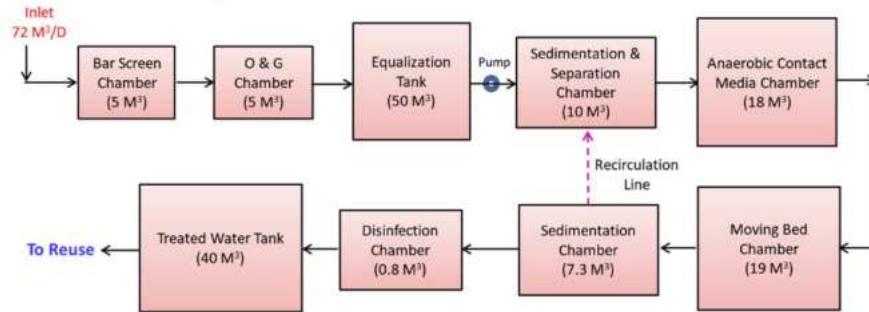 Inlet
72 M³/D
Bar Screen
Chamber
(5 M³)
O & G
Chamber
(5 M³)
Equalization
Tank
(50 M³)
Pump
Sedimentation &
Separation
Chamber
(10 M³)
Anaerobic Contact
Media Chamber
(18 M³)
Recirculation
Line
To Reuse
Treated Water Tank
(40 M³)
Disinfection
Chamber
(0.8 M³)
Sedimentation
Chamber
(7.3 M³)
Moving Bed
Chamber
(19 M³)